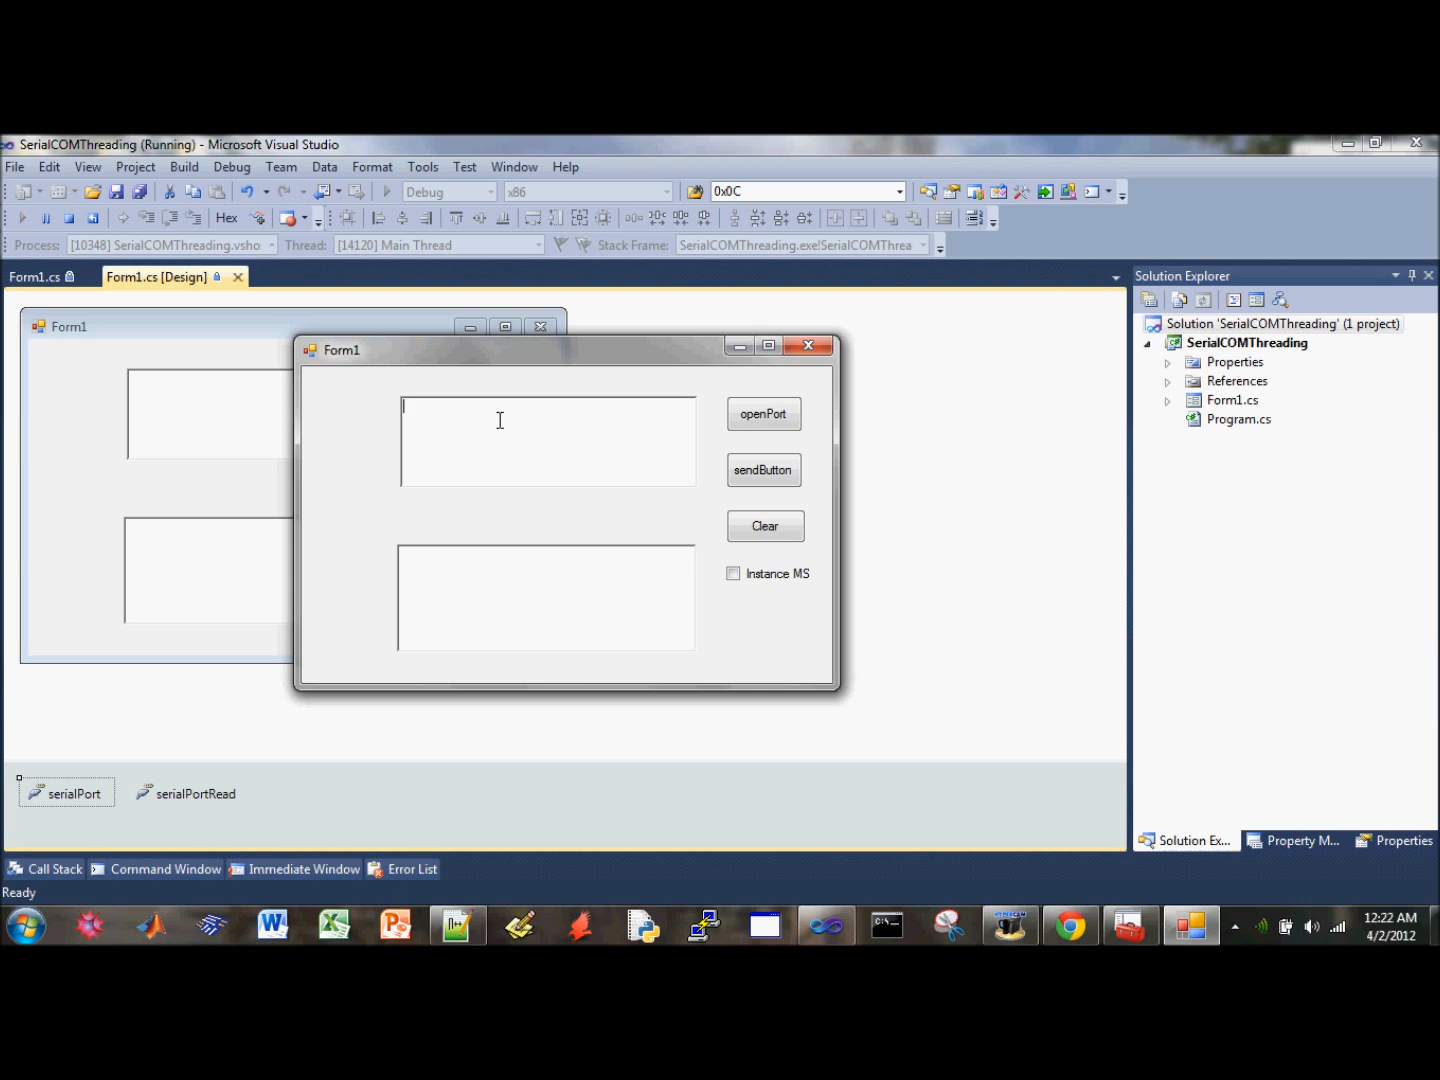 SerialCOMThreading (Running) - Microsoft Visual Studio
File Edit View Project Build Debug Team Data Format Tools Test Window Help
Debug x86 0x0C
Hex
Process: [10348] SerialCOMThreading.vsho Thread: [14120] Main Thread Stack Frame: SerialCOMThreading.exe!SerialCOMThrea
Form1.cs Form1.cs [Design]
Solution Explorer
Form1
Form1
openPort
sendButton
Clear
Instance MS
Solution 'SerialCOMThreading' (1 project)
SerialCOMThreading
Properties
References
Form1.cs
Program.cs
serialPort serialPortRead
Solution Ex... Property M... Properties
Call Stack Command Window Immediate Window Error List
Ready
12:22 AM
4/2/2012